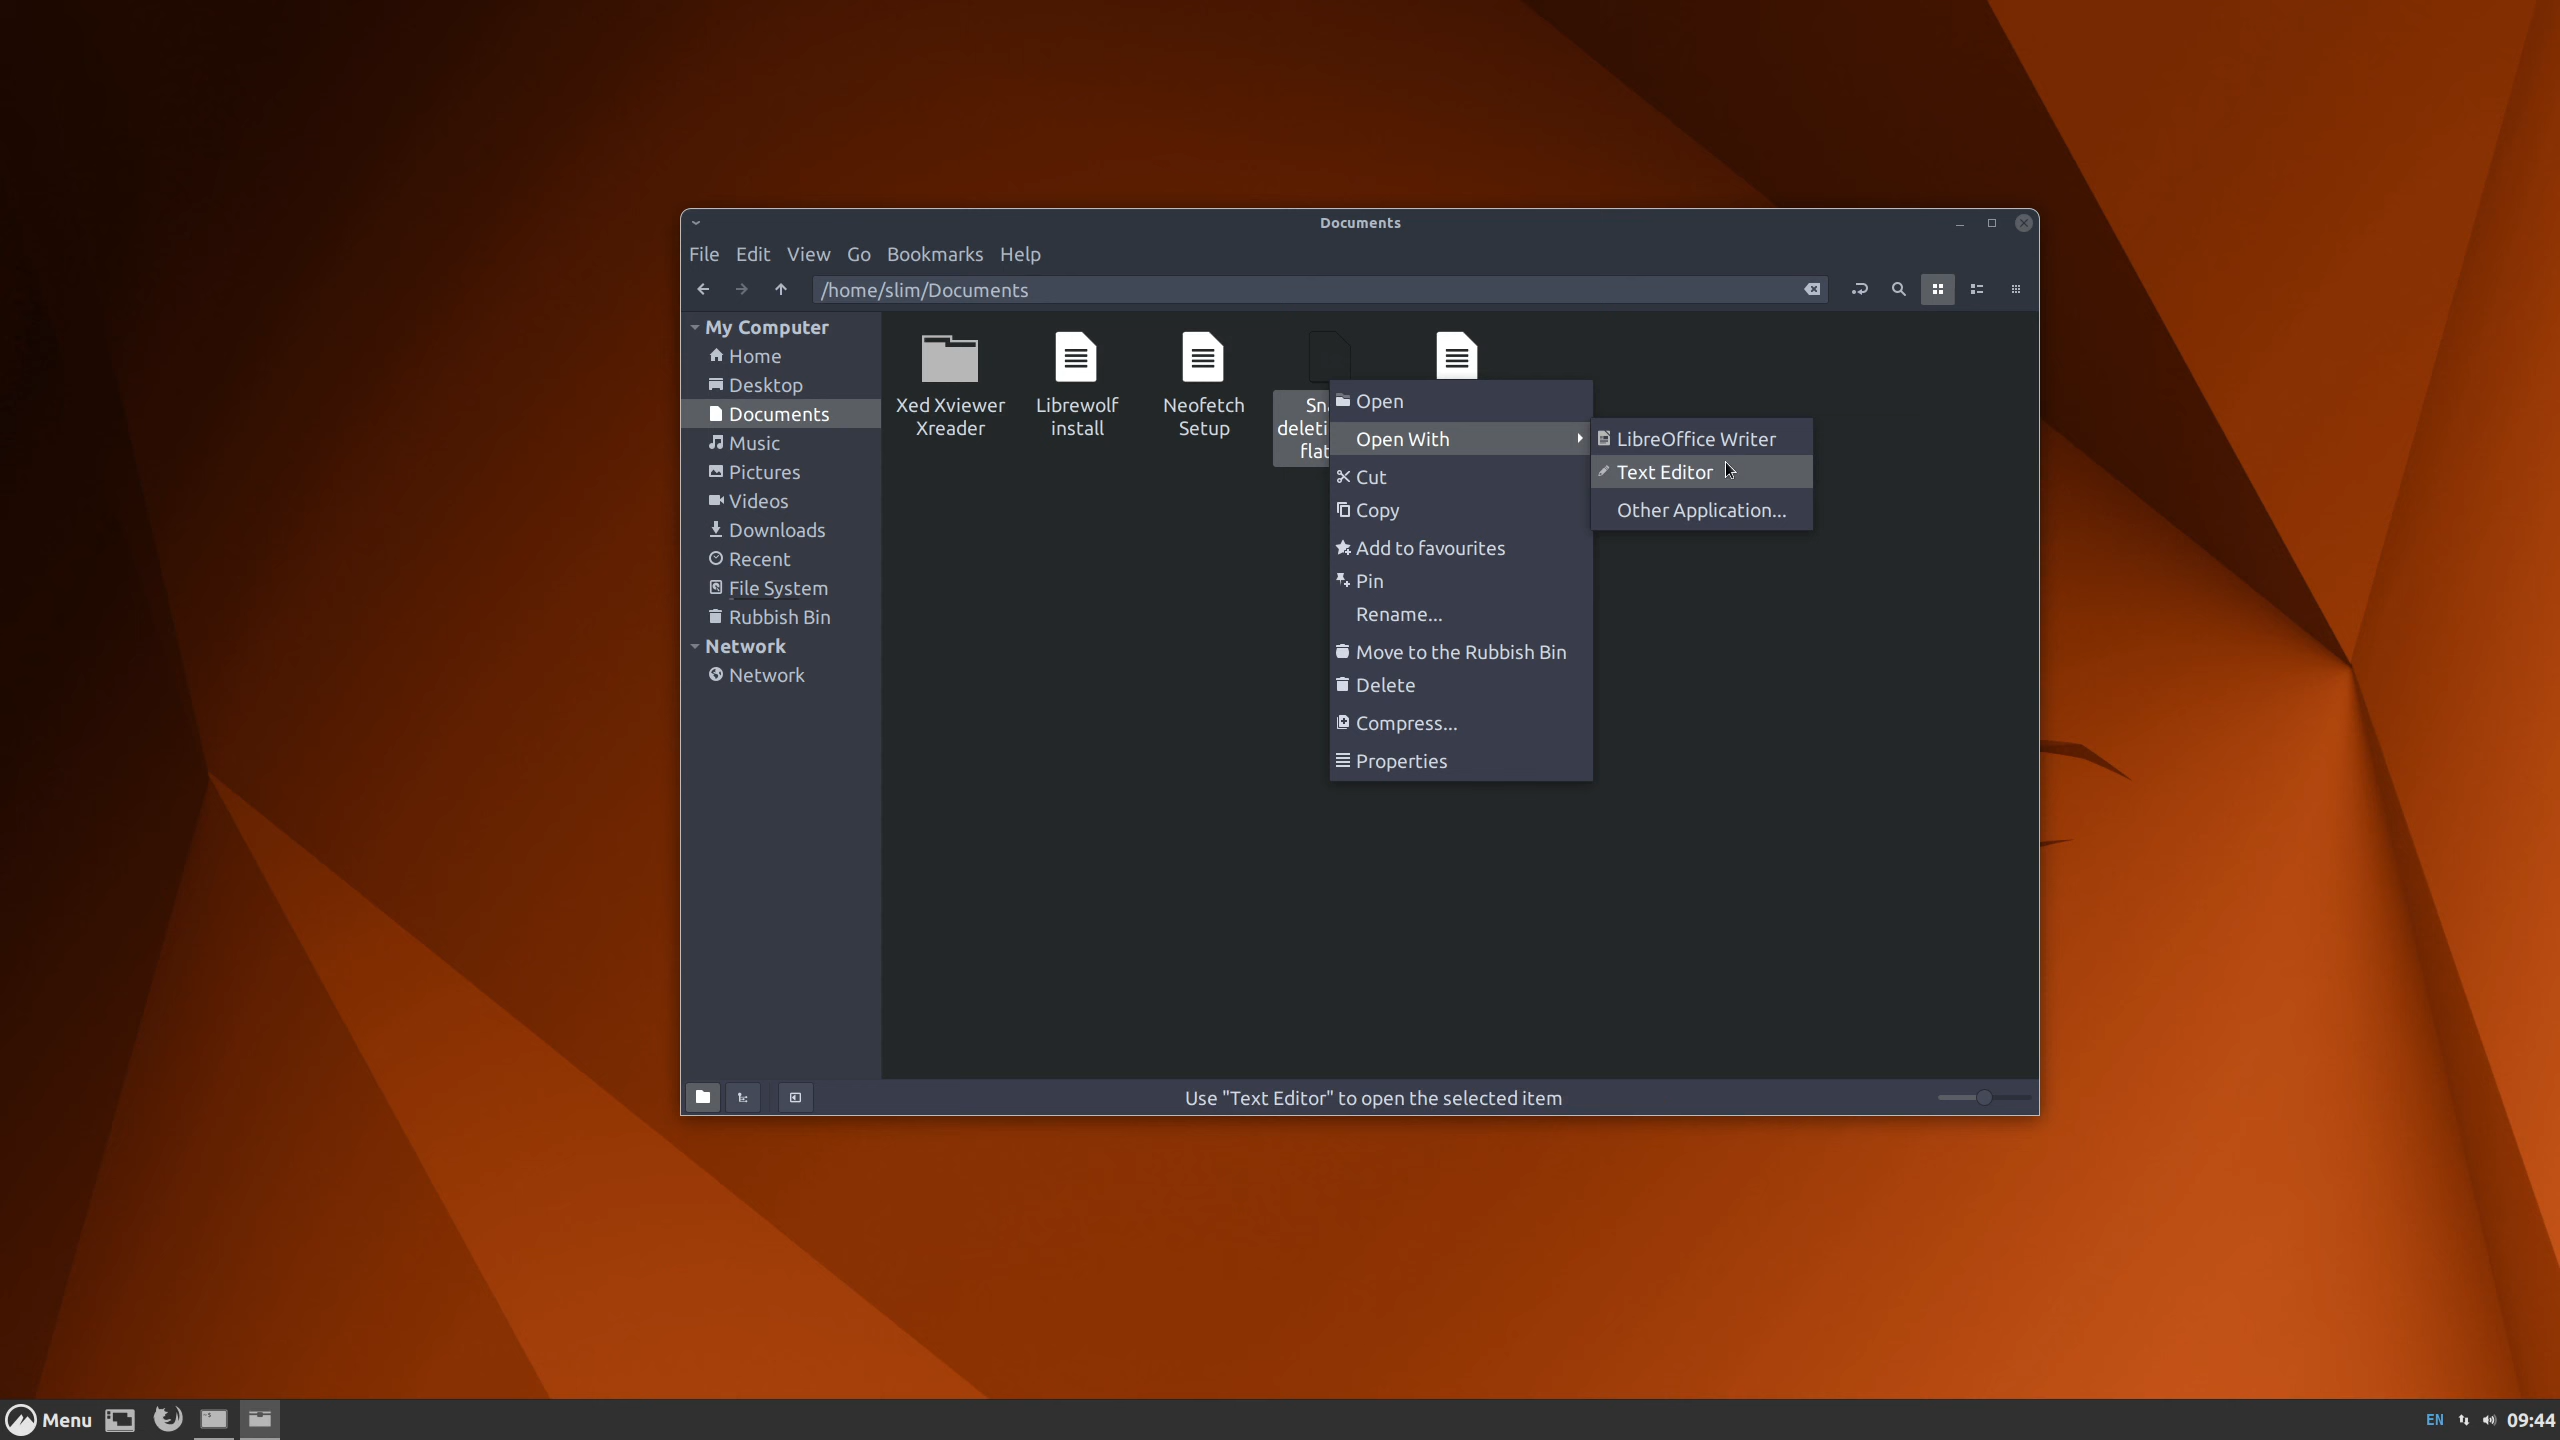 Documents
File Edit View Go Bookmarks Help
/home/slim/Documents
My Computer
Home
Desktop
Documents
Music
Pictures
Videos
Downloads
Recent
File System
Rubbish Bin
Network
Network
Xed Xviewer
Xreader
Librewolf
install
Neofetch
Setup
Open
Open With
Cut
Copy
Add to favourites
Pin
Rename...
Move to the Rubbish Bin
Delete
Compress...
Properties
LibreOffice Writer
Text Editor
Other Application...
Use "Text Editor" to open the selected item
Menu
EN 09:44